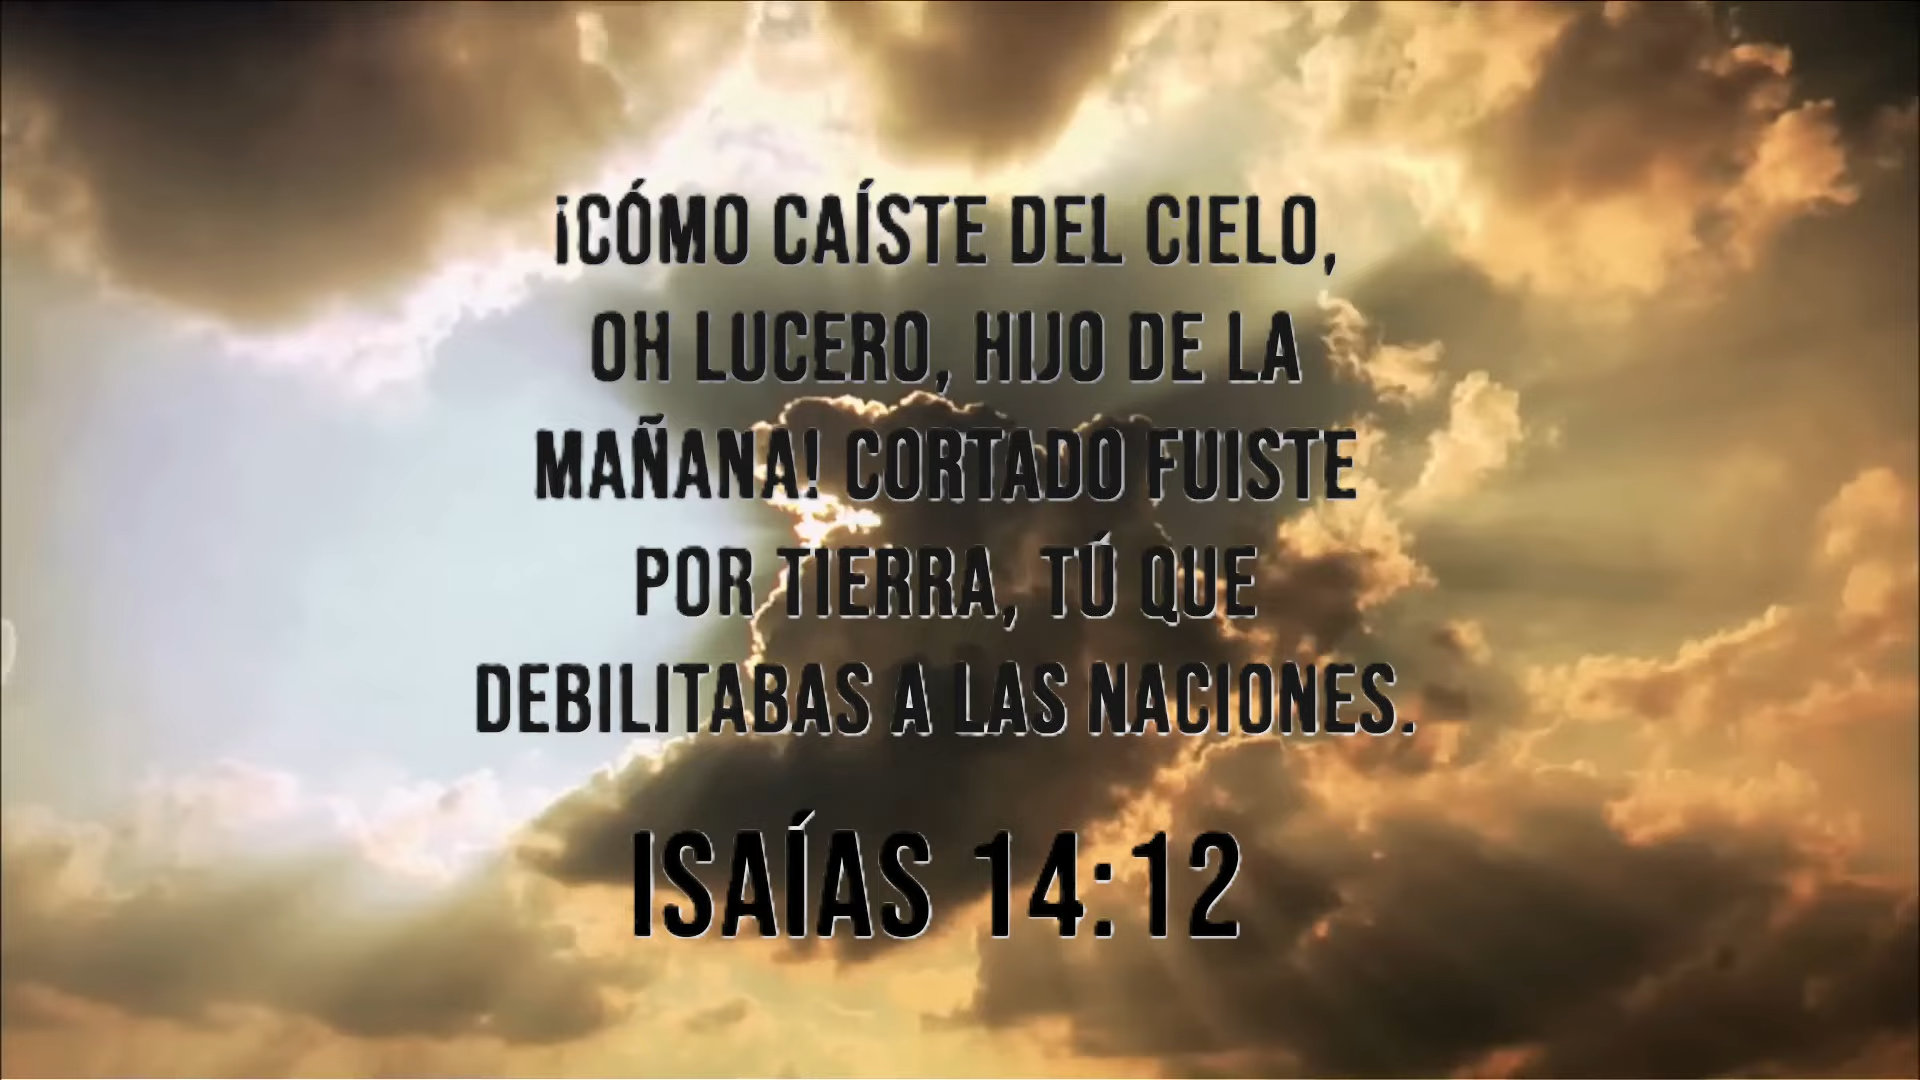 ¡CÓMO CAÍSTE DEL CIELO,
OH LUCERO, HIJO DE LA
MAÑANA! CORTADO FUISTE
POR TIERRA, TÚ QUE
DEBILITABAS A LAS NACIONES.
ISAÍAS 14:12